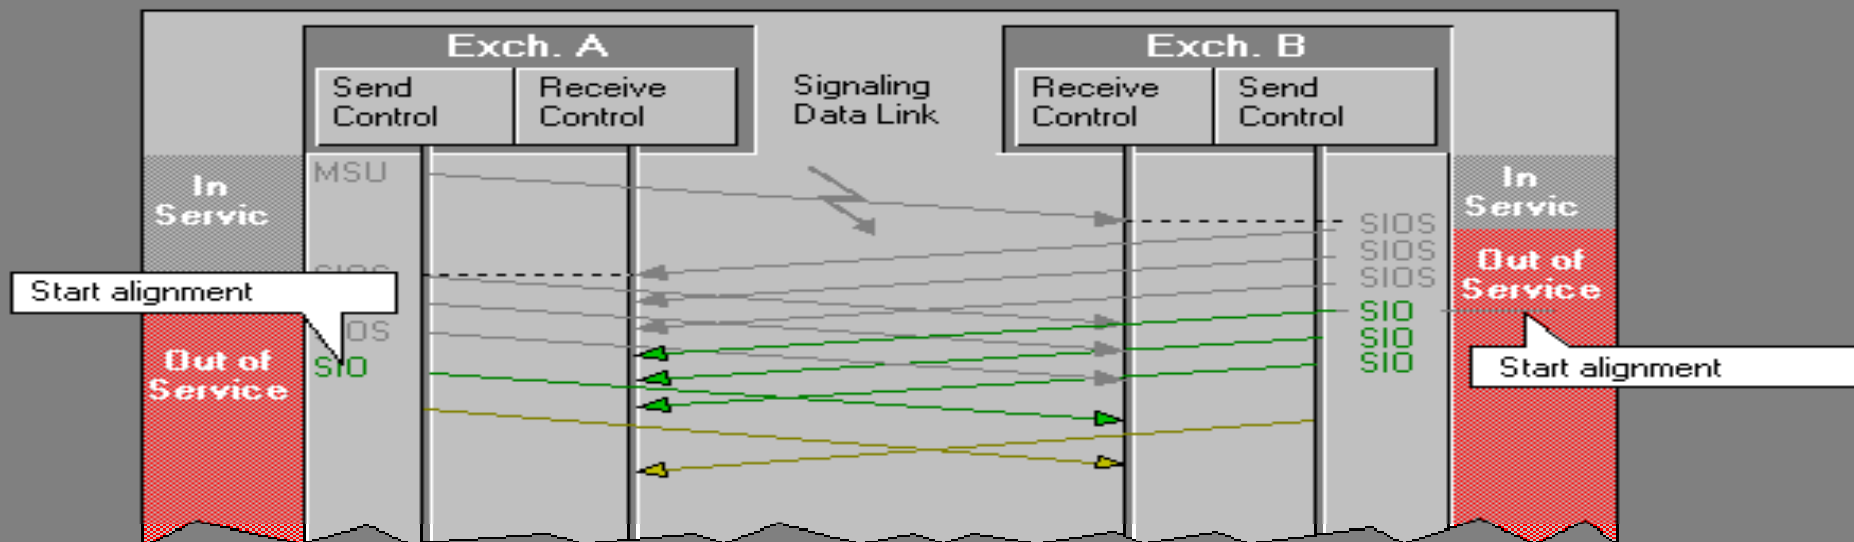 Exch. A
Exch. B
Send
Control
Receive
Control
Signaling
Data Link
Receive
Control
Send
Control
In
Servic
MSU
In
Servic
SIOS
SIOS
SIOS
Out of
Service
Start alignment
SIO
SIO
SIO
Out of
Service
SIO
Start alignment